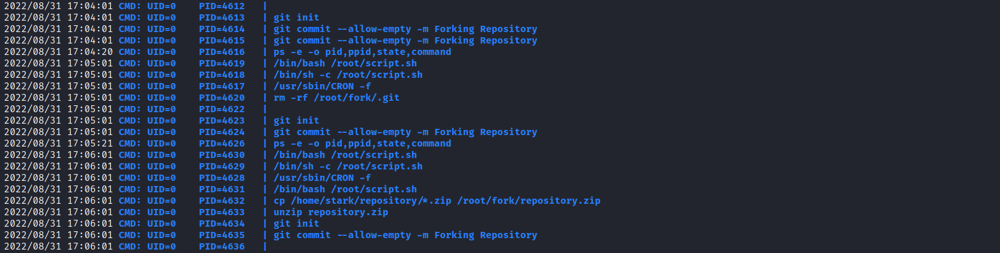 2022/08/31 17:04:01 CMD: UID=0 PID=4612 |
2022/08/31 17:04:01 CMD: UID=0 PID=4613 | git init
2022/08/31 17:04:01 CMD: UID=0 PID=4614 | git commit --allow-empty -m Forking Repository
2022/08/31 17:04:01 CMD: UID=0 PID=4615 | git commit --allow-empty -m Forking Repository
2022/08/31 17:04:20 CMD: UID=0 PID=4616 | ps -e -o pid,ppid,state,command
2022/08/31 17:05:01 CMD: UID=0 PID=4619 | /bin/bash /root/script.sh
2022/08/31 17:05:01 CMD: UID=0 PID=4618 | /bin/sh -c /root/script.sh
2022/08/31 17:05:01 CMD: UID=0 PID=4617 | /usr/sbin/CRON -f
2022/08/31 17:05:01 CMD: UID=0 PID=4620 | rm -rf /root/fork/.git
2022/08/31 17:05:01 CMD: UID=0 PID=4622 |
2022/08/31 17:05:01 CMD: UID=0 PID=4623 | git init
2022/08/31 17:05:01 CMD: UID=0 PID=4624 | git commit --allow-empty -m Forking Repository
2022/08/31 17:05:21 CMD: UID=0 PID=4626 | ps -e -o pid,ppid,state,command
2022/08/31 17:06:01 CMD: UID=0 PID=4630 | /bin/bash /root/script.sh
2022/08/31 17:06:01 CMD: UID=0 PID=4629 | /bin/sh -c /root/script.sh
2022/08/31 17:06:01 CMD: UID=0 PID=4628 | /usr/sbin/CRON -f
2022/08/31 17:06:01 CMD: UID=0 PID=4631 | /bin/bash /root/script.sh
2022/08/31 17:06:01 CMD: UID=0 PID=4632 | cp /home/stark/repository/*.zip /root/fork/repository.zip
2022/08/31 17:06:01 CMD: UID=0 PID=4633 | unzip repository.zip
2022/08/31 17:06:01 CMD: UID=0 PID=4634 | git init
2022/08/31 17:06:01 CMD: UID=0 PID=4635 | git commit --allow-empty -m Forking Repository
2022/08/31 17:06:01 CMD: UID=0 PID=4636 |